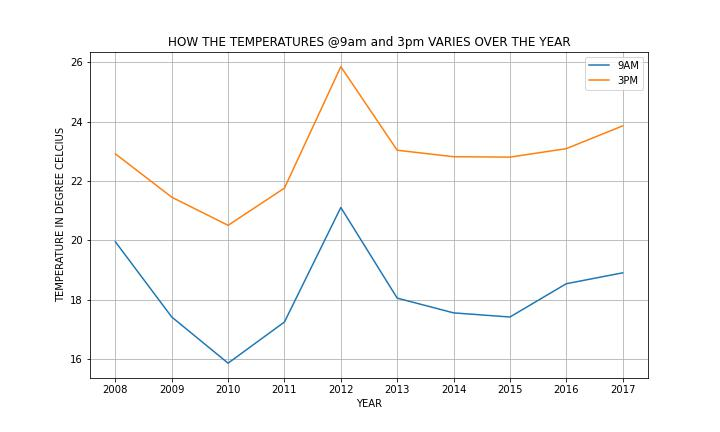 HOW THE TEMPERATURES @9am and 3pm VARIES OVER THE YEAR
9AM
3PM
TEMPERATURE IN DEGREE CELCIUS
26
24
22
20
18
16
2008 2009 2010 2011 2012 2013 2014 2015 2016 2017
YEAR